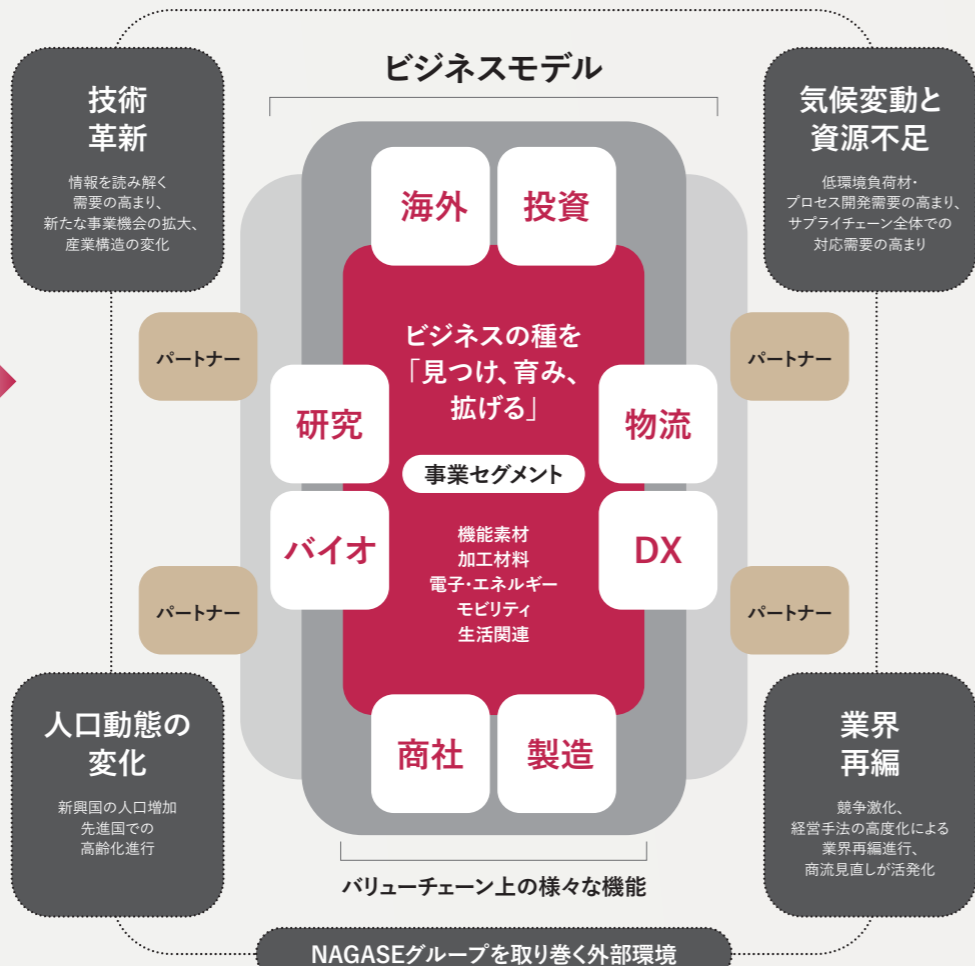 ビジネスモデル
技術
革新
情報を読み解く
需要の高まり、
新たな事業機会の拡大、
産業構造の変化
気候変動と
資源不足
低環境負荷材・
プロセス開発需要の高まり、
サプライチェーン全体での
対応需要の高まり
海外
投資
パートナー
パートナー
ビジネスの種を
「見つけ、育み、
拡げる」
研究
物流
事業セグメント
バイオ
DX
機能素材
加工材料
電子・エネルギー
モビリティ
生活関連
パートナー
パートナー
商社
製造
人口動態の
変化
新興国の人口増加
先進国での
高齢化進行
業界
再編
競争激化、
経営手法の高度化による
業界再編進行、
商流見直しが活発化
バリューチェーン上の様々な機能
NAGASEグループを取り巻く外部環境